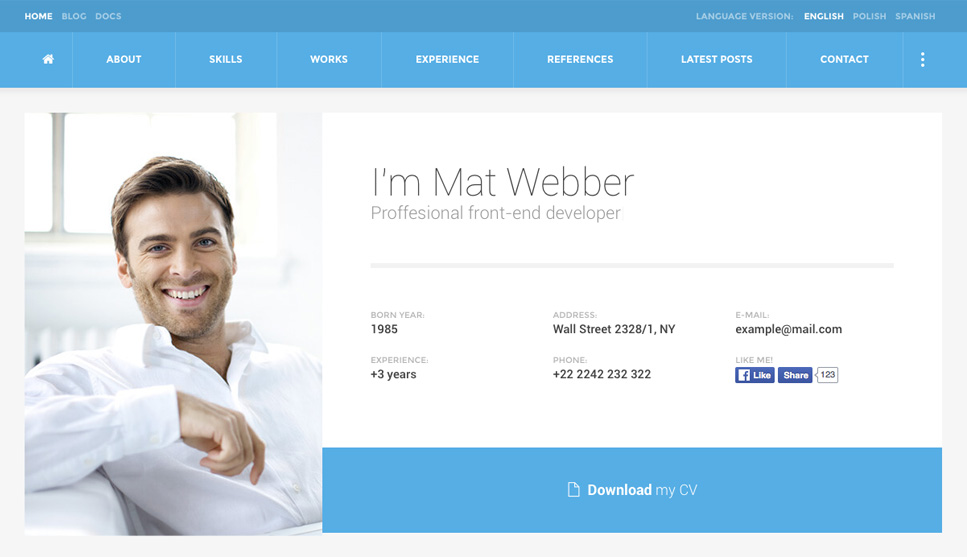 HOME BLOG DOCS
LANGUAGE VERSION: ENGLISH POLISH SPANISH
ABOUT SKILLS WORKS EXPERIENCE REFERENCES LATEST POSTS CONTACT
I'm Mat Webber
Proffesional front-end developer
BORN YEAR: ADDRESS: E-MAIL:
1985 Wall Street 2328/1, NY example@mail.com
EXPERIENCE: PHONE: LIKE ME!
+3 years +22 2242 232 322 Like Share 123
Download my CV